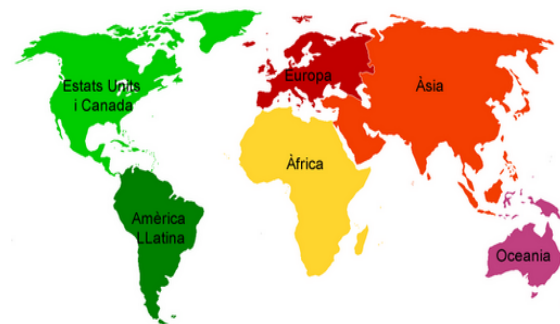 Estats Units
i Canada
Europa
Àsia
Àfrica
Amèrica
LLatina
Oceania